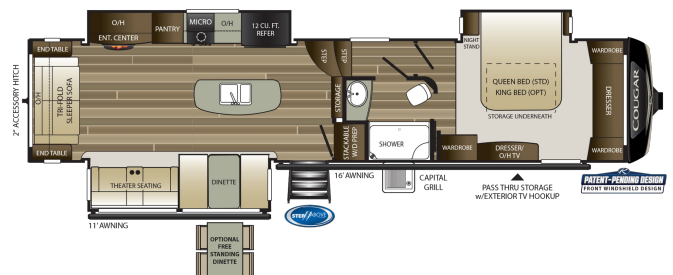 O/H
ENT. CENTER
PANTRY
MICRO
O/H
12 CU. FT.
REFER
END TABLE
2" ACCESSORY HITCH
O/H
TRI-FOLD
SLEEPER SOFA
END TABLE
STEP
STEP
STORAGE
STACKABLE
W/D PREP
SHOWER
NIGHT
STAND
QUEEN BED (STD)
KING BED (OPT)
STORAGE UNDERNEATH
WARDROBE
DRESSER
WARDROBE
WARDROBE
DRESSER/
O/H TV
COUGAR
THEATER SEATING
DINETTE
11' AWNING
16' AWNING
CAPITAL
GRILL
PASS THRU STORAGE
w/EXTERIOR TV HOOKUP
STEP ABOVE
PATENT-PENDING DESIGN
FRONT WINDSHIELD DESIGN
OPTIONAL
FREE
STANDING
DINETTE